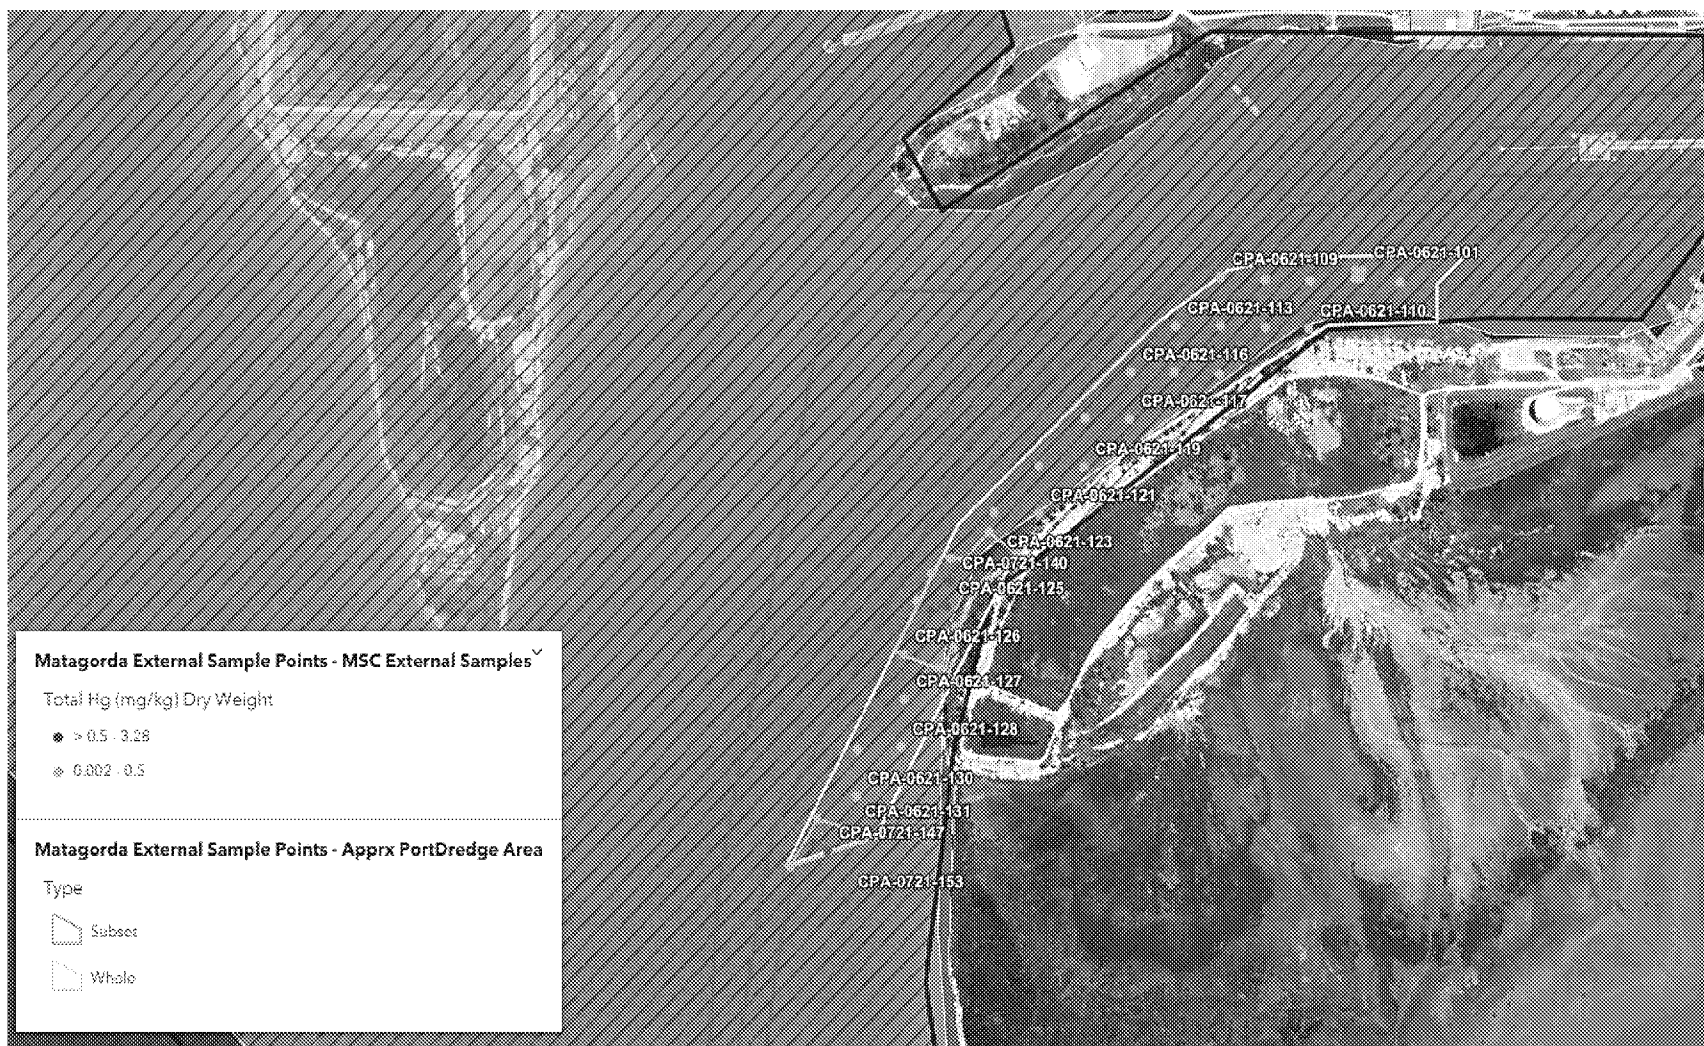 CPA-0621-109
CPA-0621-101
CPA-0621-113
CPA-0621-110
CPA-0621-116
CPA-0621-117
CPA-0621-119
CPA-0621-121
CPA-0621-123
CPA-0721-140
CPA-0621-125
CPA-0621-126
CPA-0621-127
CPA-0621-128
CPA-0621-130
CPA-0621-131
CPA-0721-147
CPA-0721-153
Matagorda External Sample Points - MSC External Samples
Total Hg (mg/kg) Dry Weight
> 0.5 - 3.28
0.002 - 0.5
Matagorda External Sample Points - Apprx PortDredge Area
Type
Subset
Whole